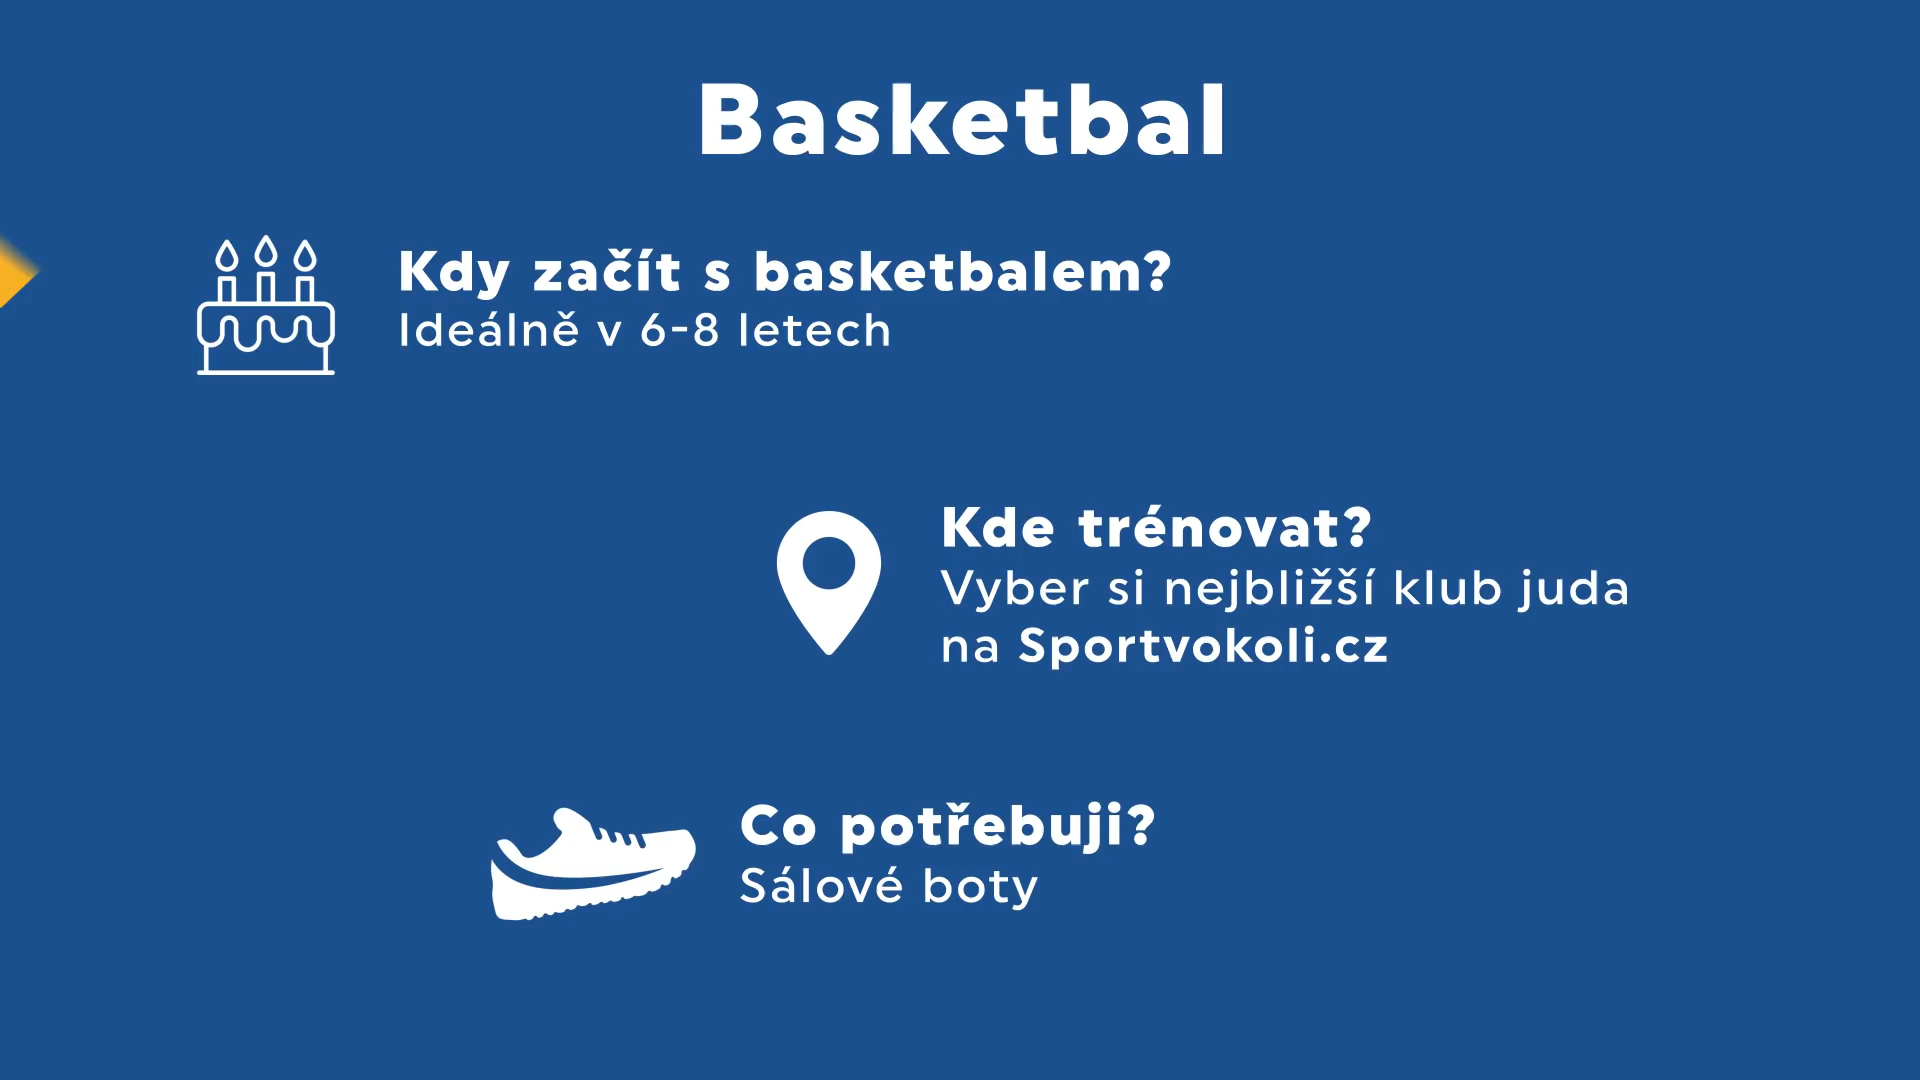 Basketbal
Kdy začít s basketbalem?
Ideálně v 6-8 letech
Kde trénovat?
Vyber si nejbližší klub juda
na Sportvokoli.cz
Co potřebuji?
Sálové boty